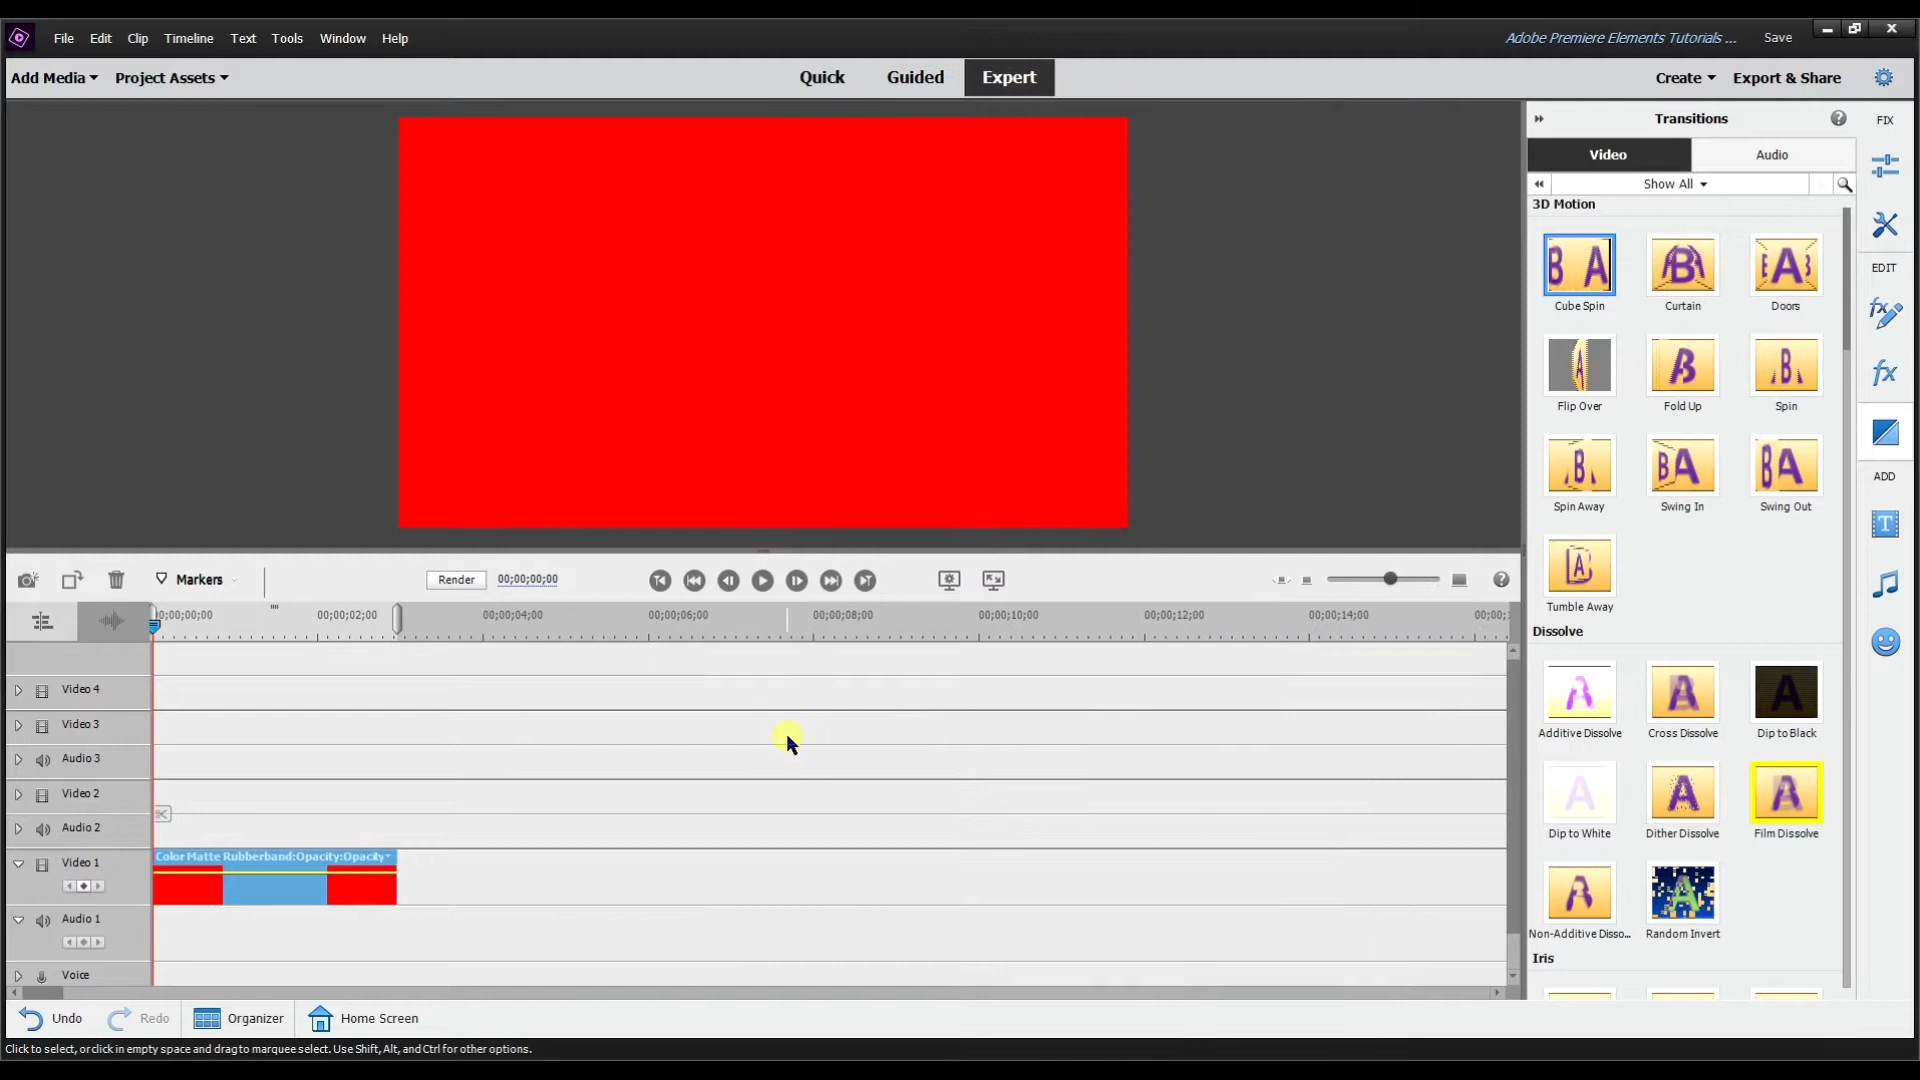 File Edit Clip Timeline Text Tools Window Help
Adobe Premiere Elements Tutorials ... Save
Add Media Project Assets Quick Guided Expert Create Export & Share
Transitions
FIX
Video Audio
Show All
3D Motion
Cube Spin Curtain Doors
EDIT
Flip Over Fold Up Spin
Spin Away Swing In Swing Out
ADD
Tumble Away
Dissolve
Additive Dissolve Cross Dissolve Dip to Black
Dip to White Dither Dissolve Film Dissolve
Non-Additive Disso... Random Invert
Iris
Markers Render 00;00;00;00
00;00;02;00 00;00;04;00 00;00;06;00 00;00;08;00 00;00;10;00 00;00;12;00 00;00;14;00
Video 4
Video 3
Audio 3
Video 2
Audio 2
Video 1 Color Matte Rubberband:Opacity:Opacity
Audio 1
Voice
Undo Redo Organizer Home Screen
Click to select, or click in empty space and drag to marquee select. Use Shift, Alt, and Ctrl for other options.